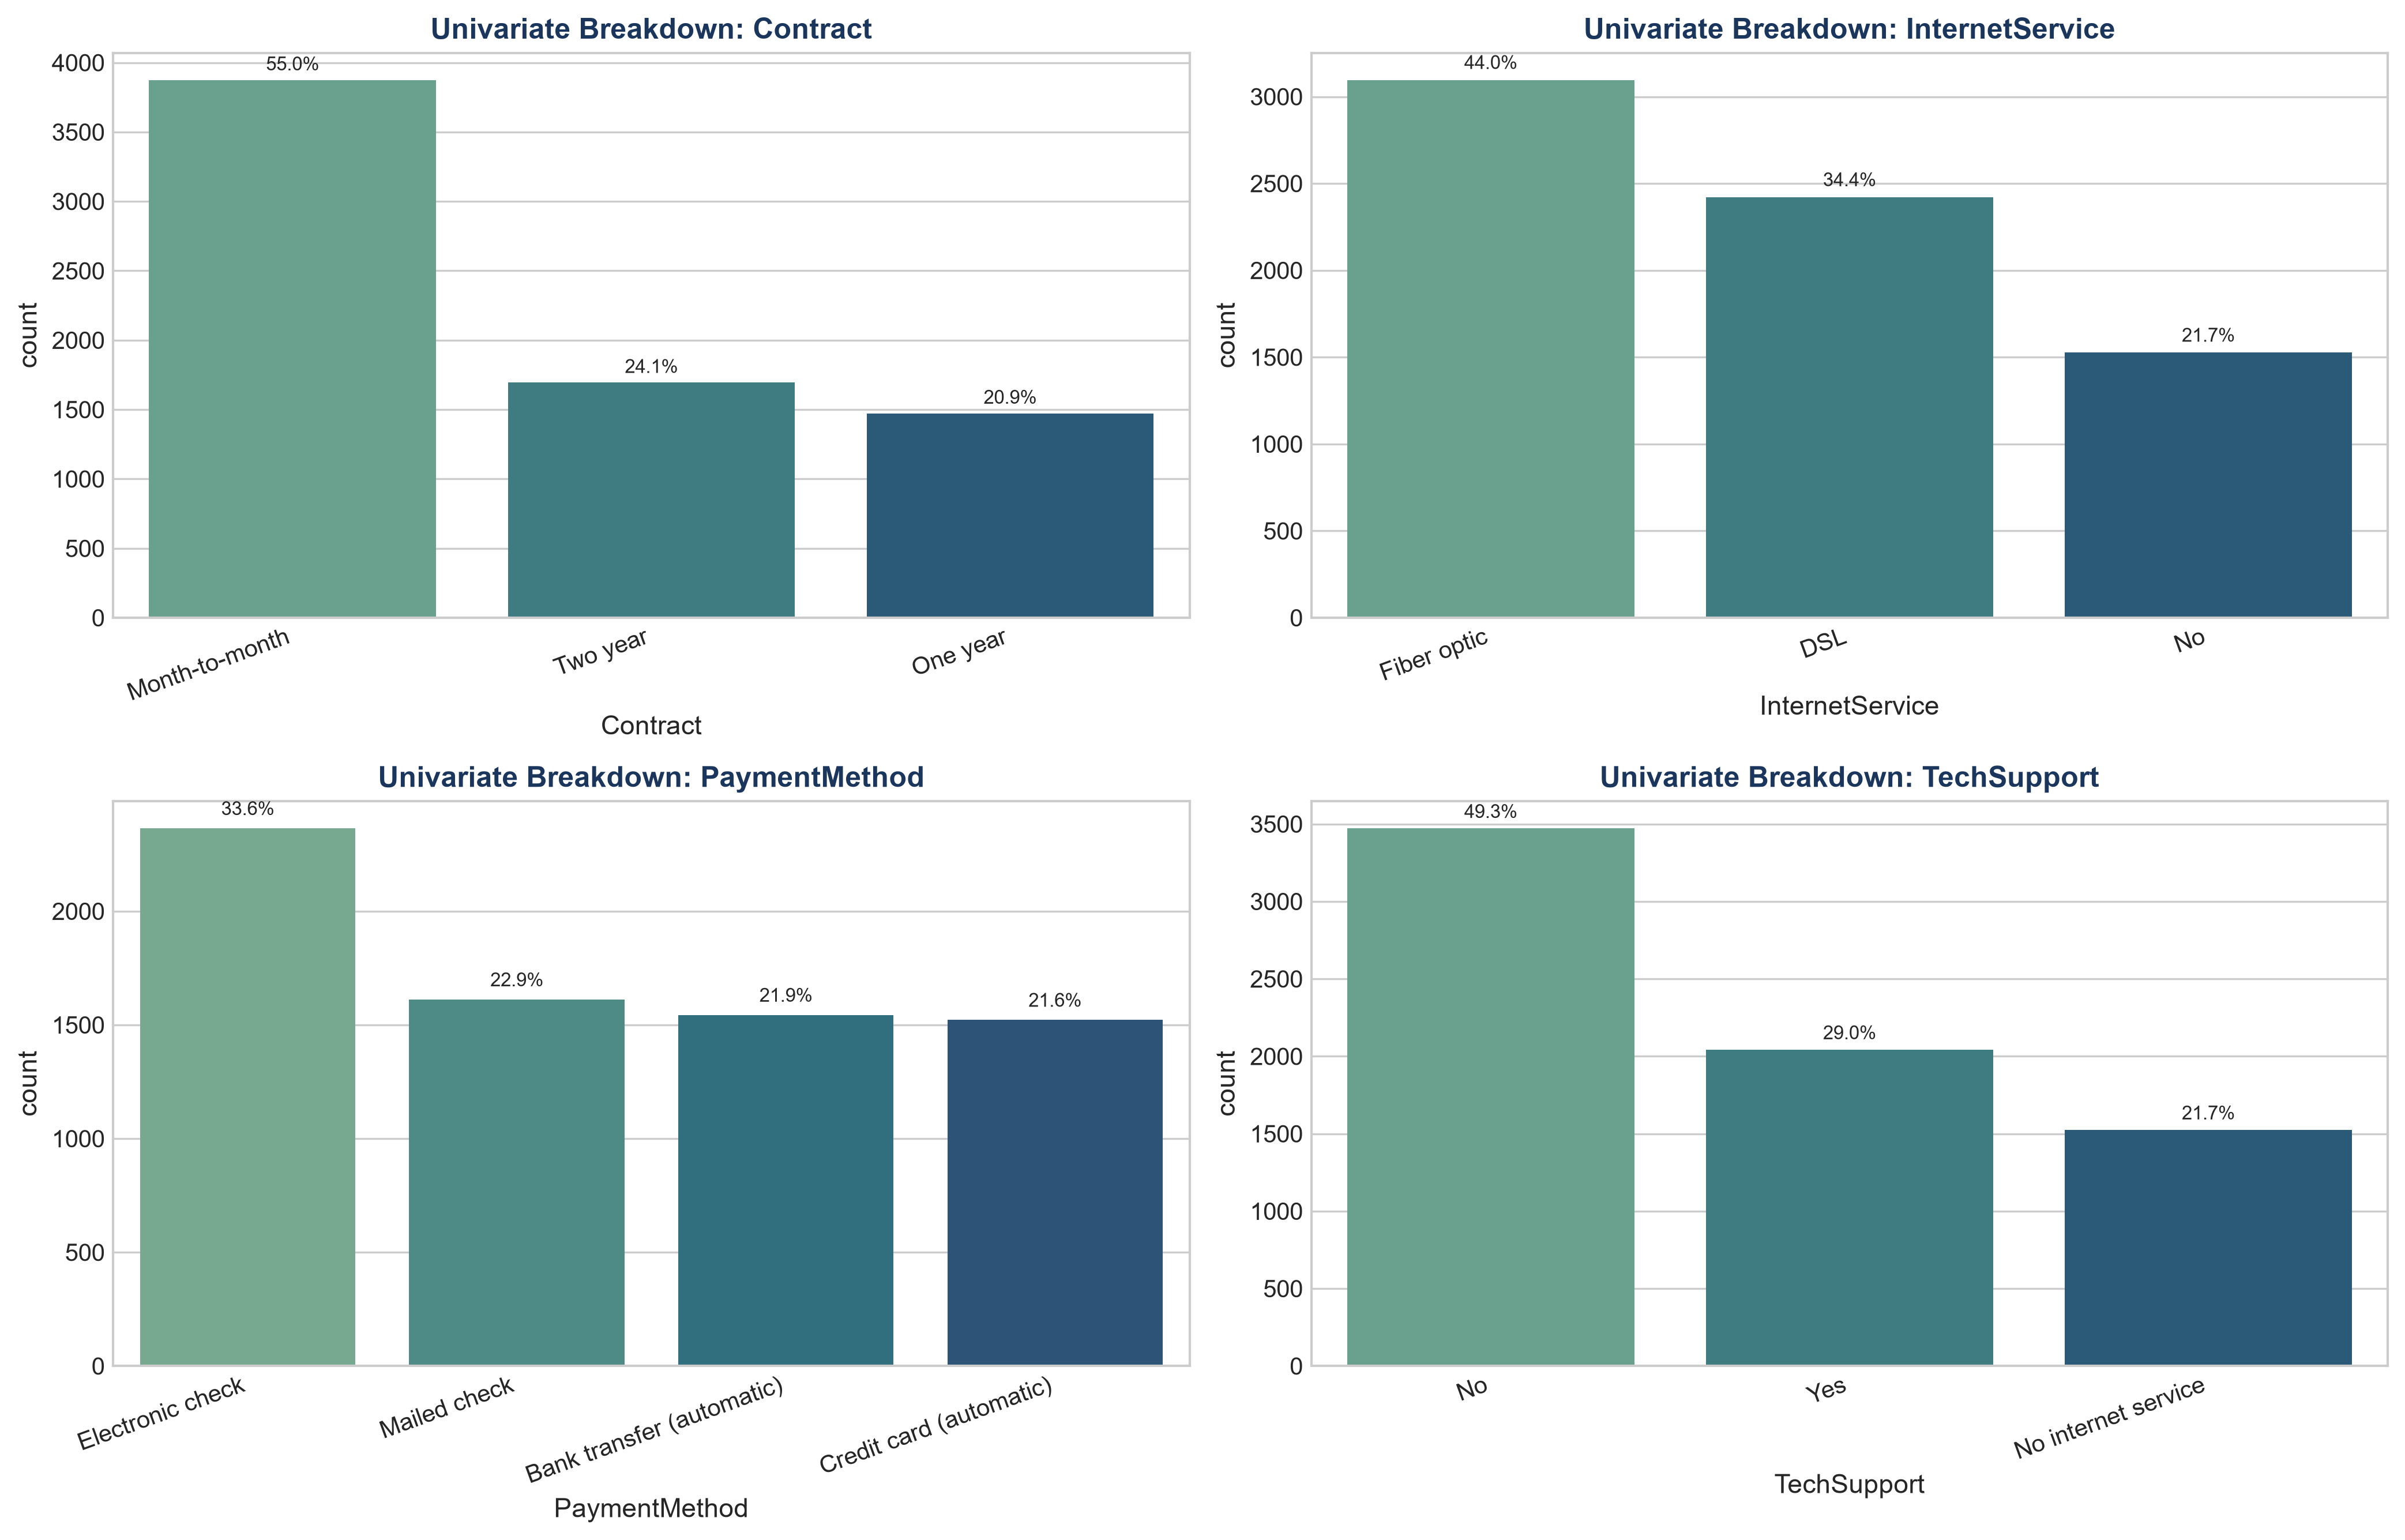 Univariate Breakdown: Contract
4000
3500
3000
2500
2000
1500
1000
500
0
count
55.0%
24.1%
20.9%
Month-to-month
Two year
One year
Contract
Univariate Breakdown: InternetService
3000
2500
2000
1500
1000
500
0
count
44.0%
34.4%
21.7%
Fiber optic
DSL
No
InternetService
Univariate Breakdown: PaymentMethod
2000
1500
1000
500
0
count
33.6%
22.9%
21.9%
21.6%
Electronic check
Mailed check
Bank transfer (automatic)
Credit card (automatic)
PaymentMethod
Univariate Breakdown: TechSupport
3500
3000
2500
2000
1500
1000
500
0
count
49.3%
29.0%
21.7%
No
Yes
No internet service
TechSupport